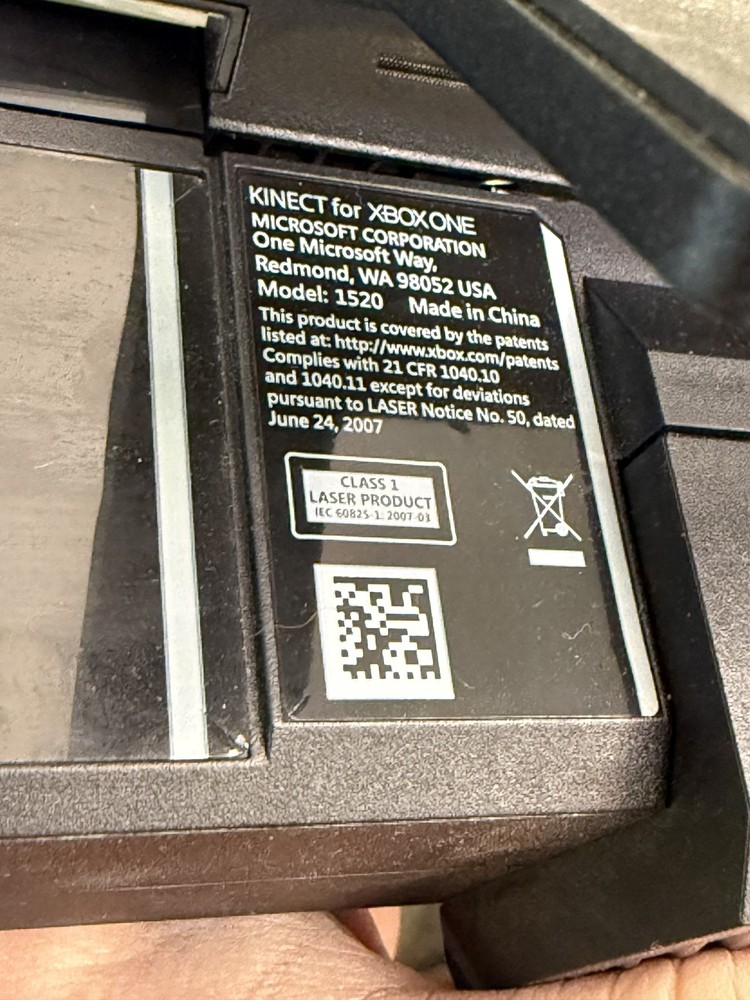 KINECT for XBOX ONE
MICROSOFT CORPORATION
One Microsoft Way,
Redmond, WA 98052 USA
Model: 1520 Made in China
This product is covered by the patents
listed at: http://www.xbox.com/patents
Complies with 21 CFR 1040.10
and 1040.11 except for deviations
pursuant to LASER Notice No. 50, dated
June 24, 2007
CLASS 1
LASER PRODUCT
IEC 60825-1: 2007-03